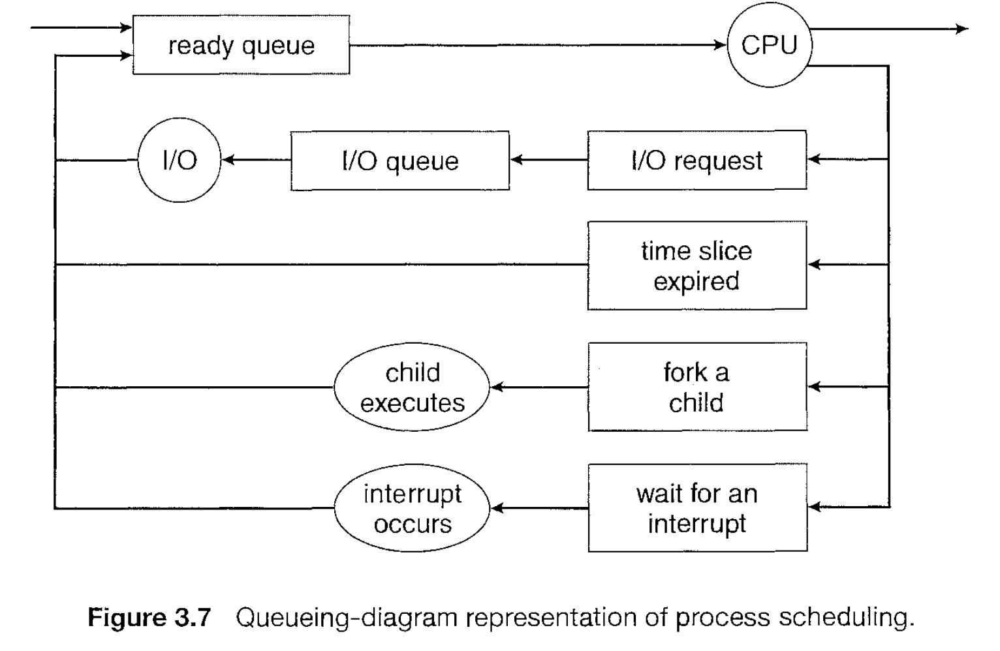 ready queue
CPU
I/O
I/O queue
I/O request
time slice
expired
child
executes
fork a
child
interrupt
occurs
wait for an
interrupt
Figure 3.7 Queueing-diagram representation of process scheduling.